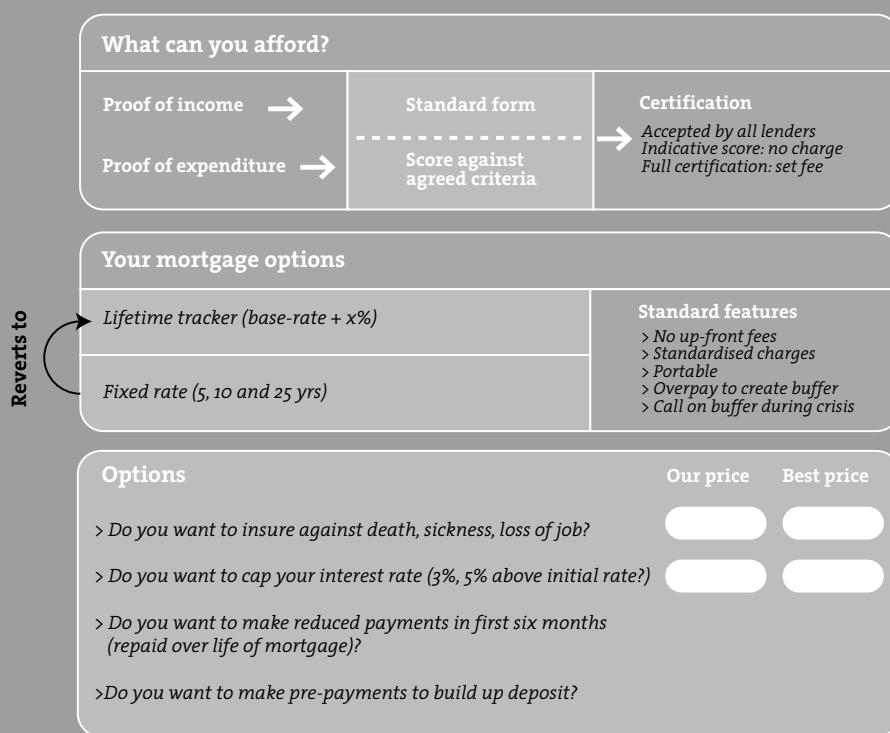 What can you afford?
Proof of income
Proof of expenditure
Standard form
Score against
agreed criteria
Certification
Accepted by all lenders
Indicative score: no charge
Full certification: set fee
Your mortgage options
Reverts to
Lifetime tracker (base-rate + x%)
Fixed rate (5, 10 and 25 yrs)
Standard features
> No up-front fees
> Standardised charges
> Portable
> Overpay to create buffer
> Call on buffer during crisis
Options
Our price Best price
> Do you want to insure against death, sickness, loss of job?
> Do you want to cap your interest rate (3%, 5% above initial rate?)
> Do you want to make reduced payments in first six months
(repaid over life of mortgage)?
>Do you want to make pre-payments to build up deposit?